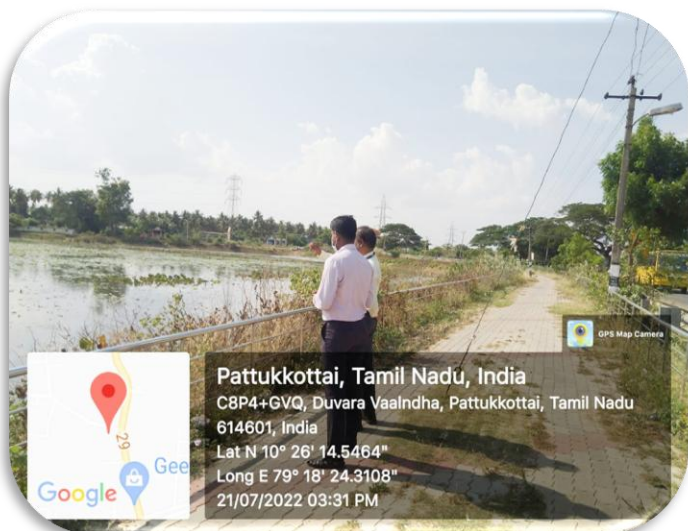 GPS Map Camera
Pattukkottai, Tamil Nadu, India
C8P4+GVQ, Duvara Vaalndha, Pattukkottai, Tamil Nadu
614601, India
Lat N 10° 26' 14.5464"
Long E 79° 18' 24.3108"
21/07/2022 03:31 PM
29
Gee
Google